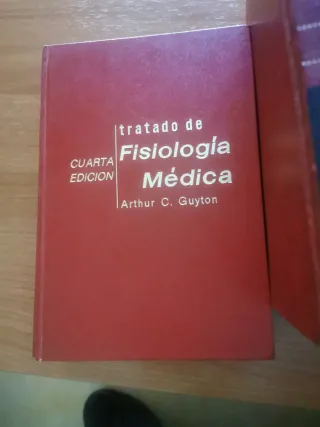 tratado de
CUARTA
EDICION
Fisiología
Médica
Arthur C. Guyton